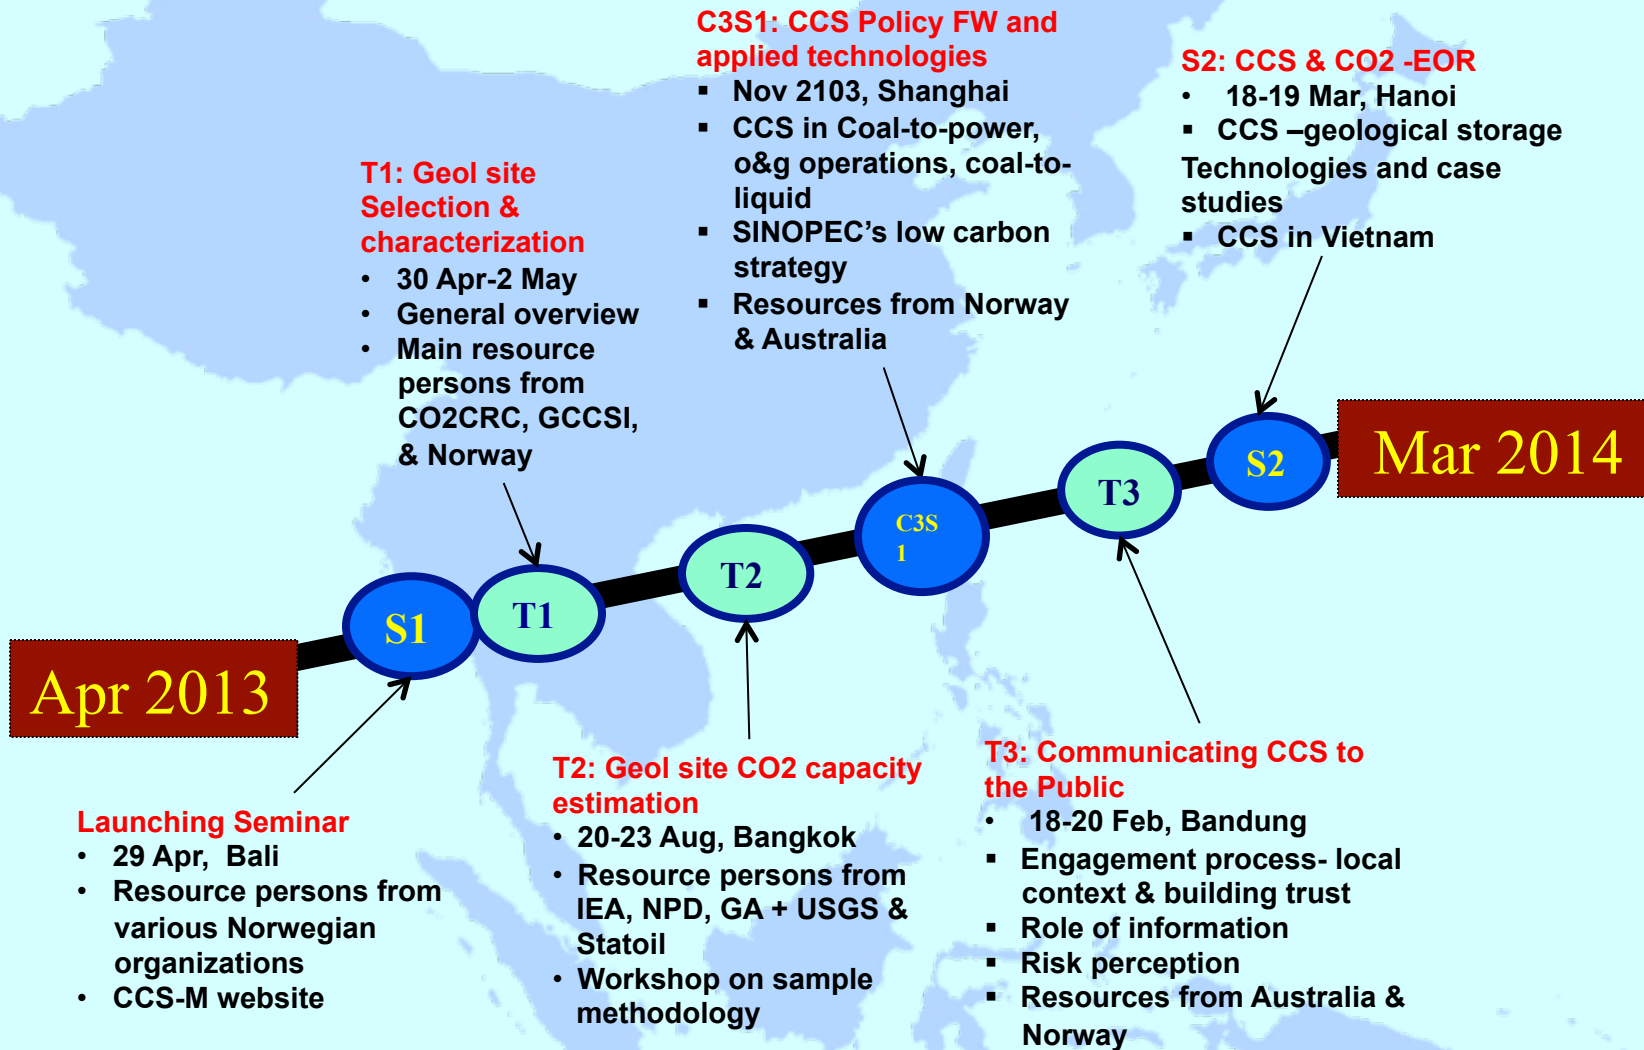 C3S1: CCS Policy FW and
applied technologies
▪ Nov 2103, Shanghai
▪ CCS in Coal-to-power,
o&g operations, coal-to-
liquid
▪ SINOPEC’s low carbon
strategy
▪ Resources from Norway
& Australia
S2: CCS & CO2 -EOR
• 18-19 Mar, Hanoi
▪ CCS –geological storage
Technologies and case
studies
▪ CCS in Vietnam
T1: Geol site
Selection &
characterization
• 30 Apr-2 May
• General overview
• Main resource
persons from
CO2CRC, GCCSI,
& Norway
Apr 2013
S1
T1
T2
C3S
1
T3
S2
Mar 2014
Launching Seminar
• 29 Apr, Bali
• Resource persons from
various Norwegian
organizations
• CCS-M website
T2: Geol site CO2 capacity
estimation
• 20-23 Aug, Bangkok
• Resource persons from
IEA, NPD, GA + USGS &
Statoil
• Workshop on sample
methodology
T3: Communicating CCS to
the Public
• 18-20 Feb, Bandung
▪ Engagement process- local
context & building trust
▪ Role of information
▪ Risk perception
▪ Resources from Australia &
Norway